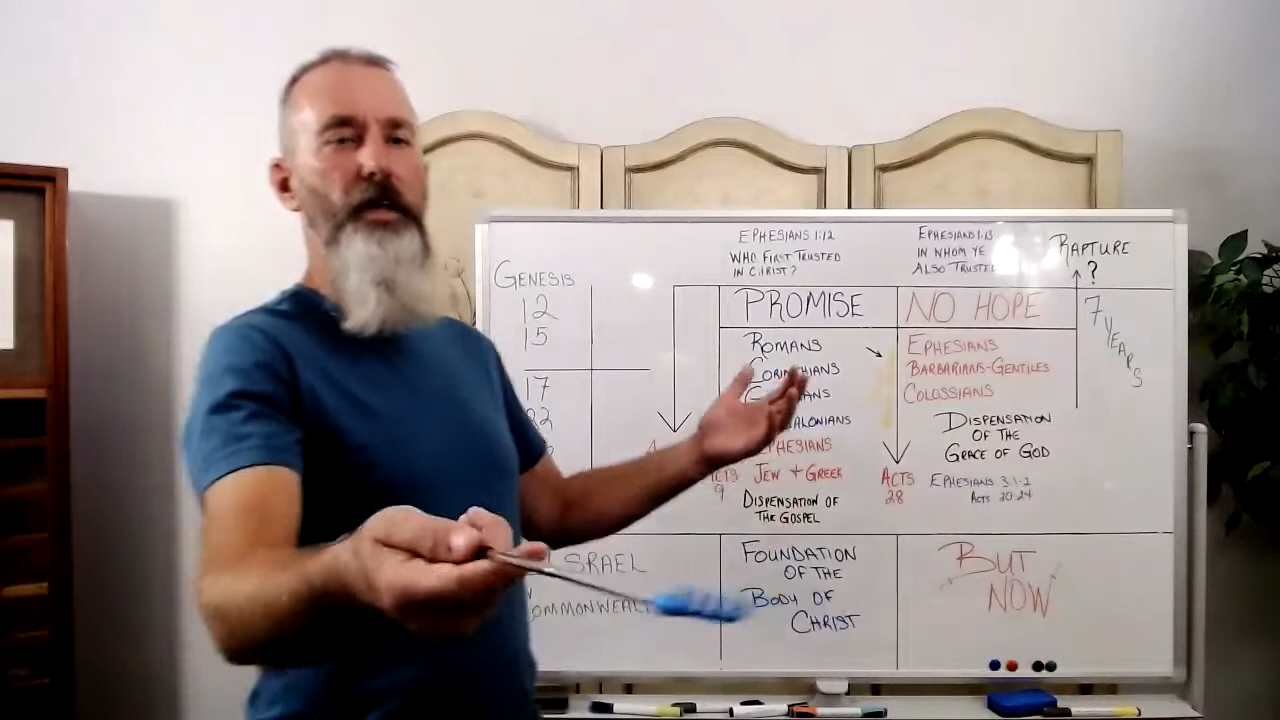 GENESIS
12
15
17
EPHESIANS 1:12
WHO FIRST TRUSTED
IN CHRIST?
PROMISE
ROMANS
CORINTHIANS
EPHESIANS
JEW + GREEK
DISPENSATION OF
THE GOSPEL
9
EPHESIANS 1:13
IN WHOM YE
ALSO TRUSTED
NO HOPE
EPHESIANS
BARBARIANS-GENTILES
COLOSSIANS
DISPENSATION
OF THE
GRACE OF GOD
ACTS
28
EPHESIANS 3:1-2
ACTS 20:24
RAPTURE
?
7 YEARS
FOUNDATION
OF THE
BODY OF
CHRIST
BUT
NOW